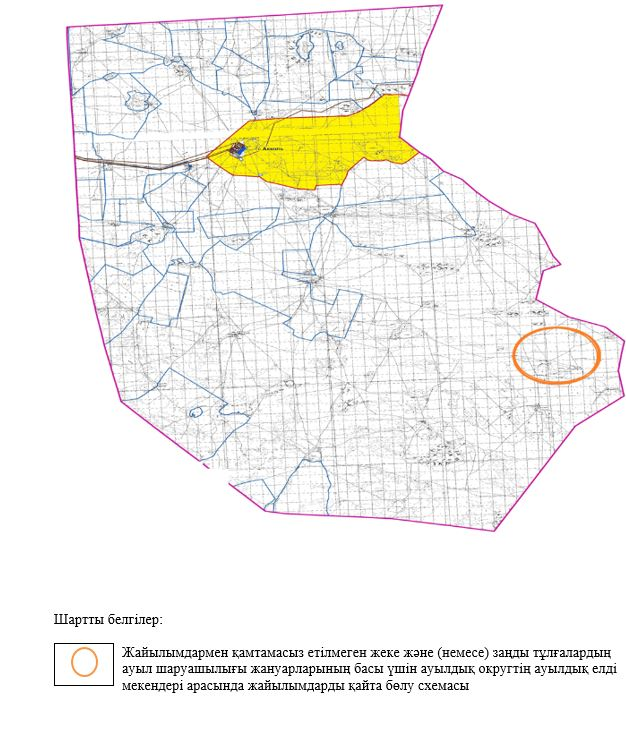 Шартты белгілер:
Жайылымдармен қамтамасыз етілмеген жеке және (немесе) заңды тұлғалардың
ауыл шаруашылығы жануарларының басы үшін ауылдық округтің ауылдық елді
мекендері арасында жайылымдарды қайта бөлу схемасы